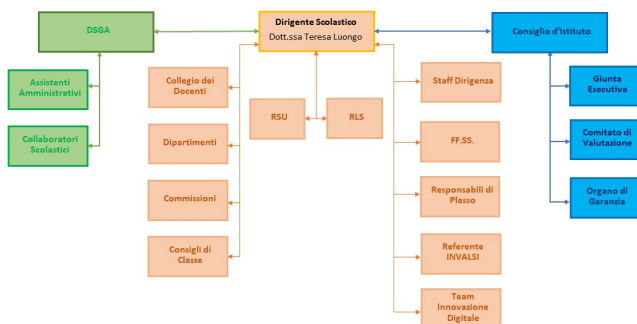 DSGA
Dirigente Scolastico
Dott.ssa Teresa Luongo
Consiglio d'Istituto
Assistenti
Amministrativi
Collaboratori
Scolastici
Collegio dei
Docenti
Dipartimenti
Commissioni
Consigli di
Classe
RSU
RLS
Staff Dirigenza
FF.SS.
Responsabili di
Plesso
Referente
INVALSI
Team
Innovazione
Digitale
Giunta
Esecutiva
Comitato di
Valutazione
Organo di
Garanzia